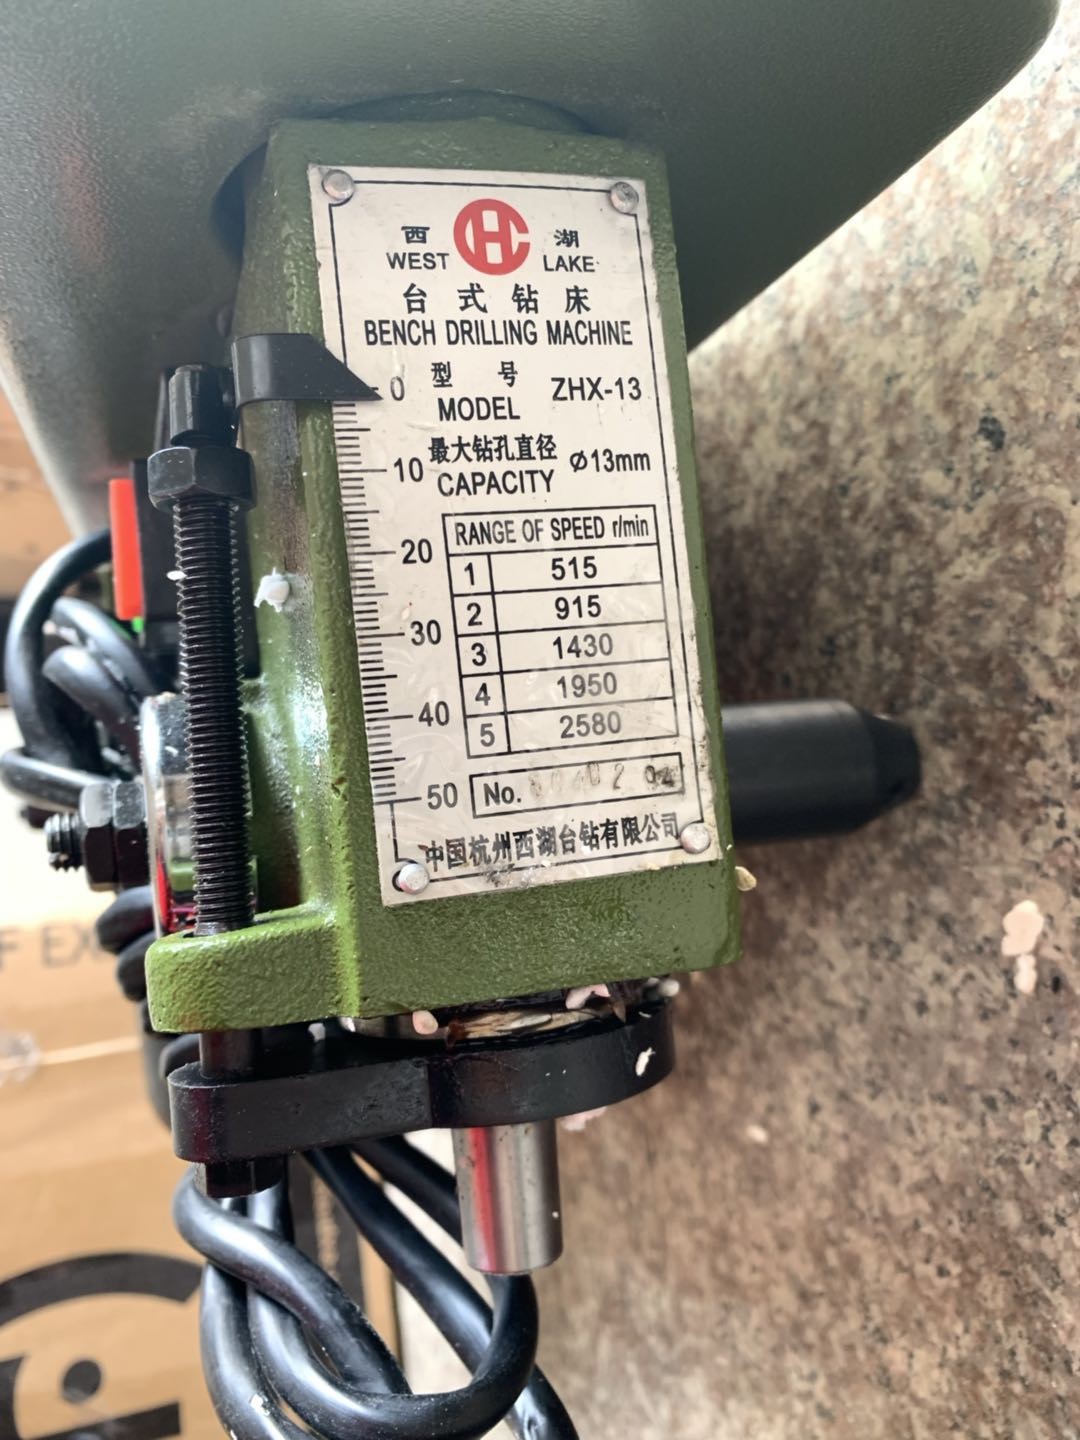 西 湖
WEST LAKE
台式钻床
BENCH DRILLING MACHINE
型 号
MODEL ZHX-13
最大钻孔直径
CAPACITY Ø13mm
RANGE OF SPEED r/min
1 515
2 915
3 1430
4 1950
5 2580
No.
中国杭州西湖台钻有限公司
0
10
20
30
40
50